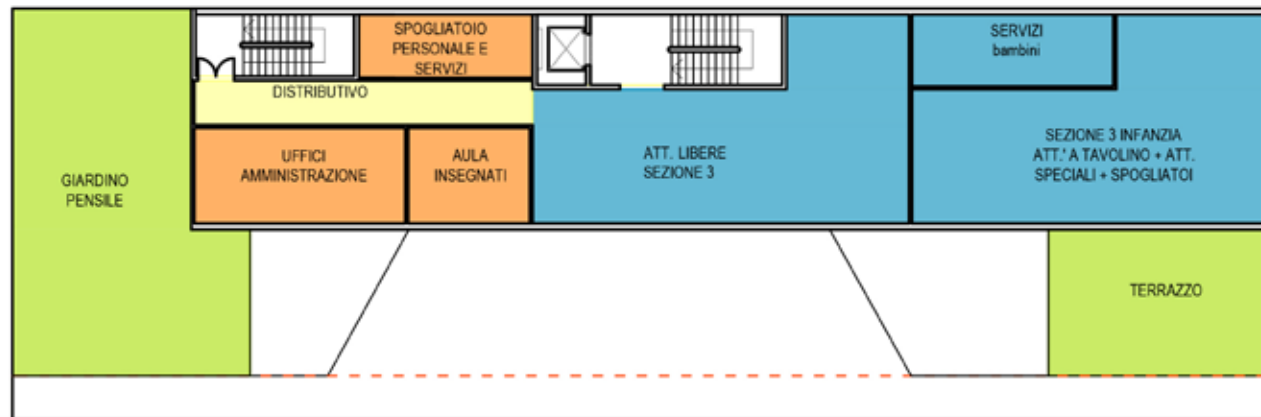 SPOGLIATOIO
PERSONALE E
SERVIZI
SERVIZI
bambini
DISTRIBUTIVO
UFFICI
AMMINISTRAZIONE
AULA
INSEGNATI
ATT. LIBERE
SEZIONE 3
SEZIONE 3 INFANZIA
ATT.' A TAVOLINO + ATT.
SPECIALI + SPOGLIATOI
GIARDINO
PENSILE
TERRAZZO